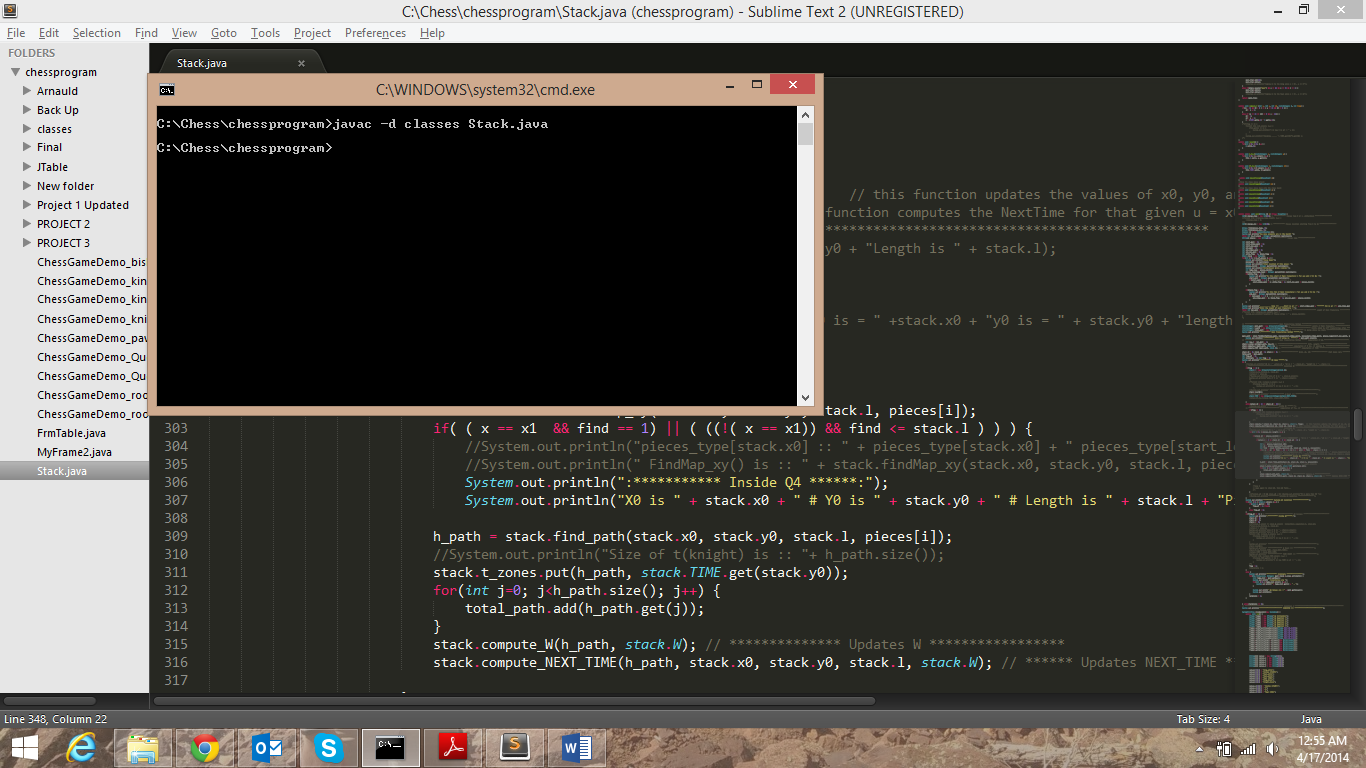 C:\Chess\chessprogram\Stack.java (chessprogram) - Sublime Text 2 (UNREGISTERED)
File Edit Selection Find View Goto Tools Project Preferences Help
FOLDERS
chessprogram
Arnauld
Back Up
classes
Final
JTable
New folder
Project 1 Updated
PROJECT 2
PROJECT 3
ChessGameDemo_bis
ChessGameDemo_kin
ChessGameDemo_kin
ChessGameDemo_kni
ChessGameDemo_paw
ChessGameDemo_Qu
ChessGameDemo_Qu
ChessGameDemo_roo
ChessGameDemo_roo
FrmTable.java
MyFrame2.java
Stack.java
Stack.java
C:\WINDOWS\system32\cmd.exe
C:\Chess\chessprogram>javac -d classes Stack.java
C:\Chess\chessprogram>
// this function updates the values of x0, y0, a
function computes the NextTime for that given u = x
************************************************
y0 + "Length is " + stack.l);
is = " +stack.x0 + "y0 is = " + stack.y0 + "length
tack.l, pieces[i]);
303 if( ( x == x1 && find == 1) || ( ((!( x == x1)) && find <= stack.l ) ) ) {
304 //System.out.println("pieces_type[stack.x0] :: " + pieces_type[stack.x0] + " pieces_type[start_l
305 //System.out.println(" FindMap_xy() is :: " + stack.findMap_xy(stack.x0, stack.y0, stack.l, piec
306 System.out.println(":*********** Inside Q4 ******:");
307 System.out.println("X0 is " + stack.x0 + " # Y0 is " + stack.y0 + " # Length is " + stack.l + "P
308
309 h_path = stack.find_path(stack.x0, stack.y0, stack.l, pieces[i]);
310 //System.out.println("Size of t(knight) is :: "+ h_path.size());
311 stack.t_zones.put(h_path, stack.TIME.get(stack.y0));
312 for(int j=0; j<h_path.size(); j++) {
313 total_path.add(h_path.get(j));
314 }
315 stack.compute_W(h_path, stack.W); // ************** Updates W *****************
316 stack.compute_NEXT_TIME(h_path, stack.x0, stack.y0, stack.l, stack.W); // ****** Updates NEXT_TIME *
317
Line 348, Column 22
Tab Size: 4
Java
12:55 AM
4/17/2014